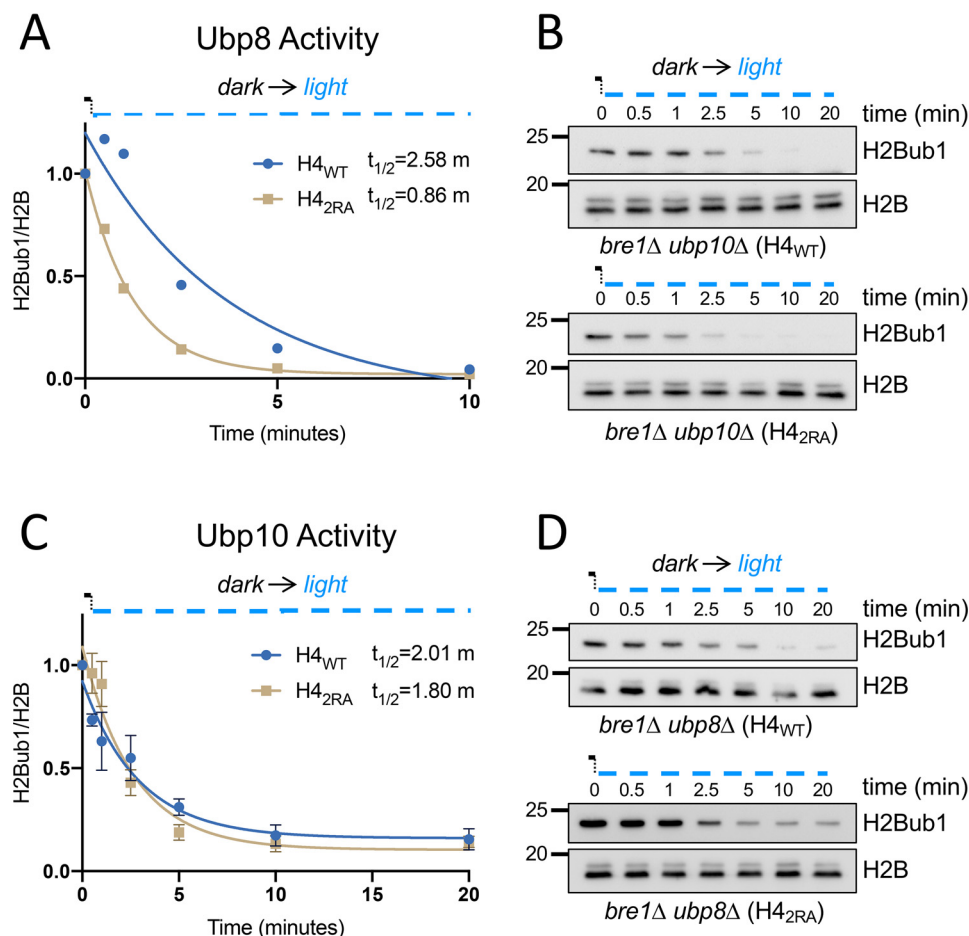 A
Ubp8 Activity
dark → light
H4WT t1/2=2.58 m
H42RA t1/2=0.86 m
H2Bub1/H2B
1.0
0.5
0.0
0 5 10
Time (minutes)
B
dark → light
0 0.5 1 2.5 5 10 20 time (min)
25
H2Bub1
20
H2B
bre1Δ ubp10Δ (H4WT)
0 0.5 1 2.5 5 10 20 time (min)
25
H2Bub1
20
H2B
bre1Δ ubp10Δ (H42RA)
C
Ubp10 Activity
dark → light
H4WT t1/2=2.01 m
H42RA t1/2=1.80 m
H2Bub1/H2B
1.0
0.5
0.0
0 5 10 15 20
Time (minutes)
D
dark → light
0 0.5 1 2.5 5 10 20 time (min)
25
H2Bub1
20
H2B
bre1Δ ubp8Δ (H4WT)
0 0.5 1 2.5 5 10 20 time (min)
25
H2Bub1
20
H2B
bre1Δ ubp8Δ (H42RA)